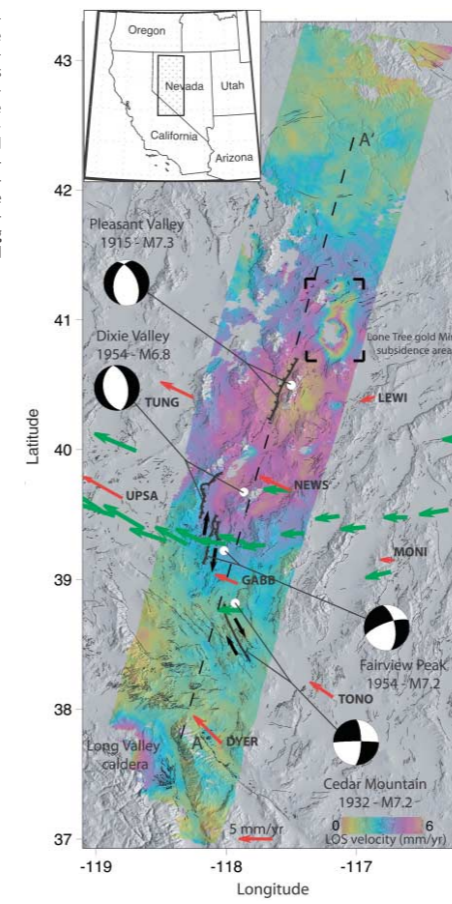 Oregon
Nevada
Utah
California
Arizona
43
42
41
40
39
38
37
Latitude
A'
Pleasant Valley
1915 - M7.3
Dixie Valley
1954 - M6.8
Lone Tree gold Mi
subsidence area
TUNG
LEWI
NEWS
UPSA
MONI
GABB
Fairview Peak
1954 - M7.2
TONO
DYER
Long Valley
caldera
Cedar Mountain
1932 - M7.2
5 mm/yr
0
6
LOS velocity (mm/yr)
-119
-118
-117
Longitude